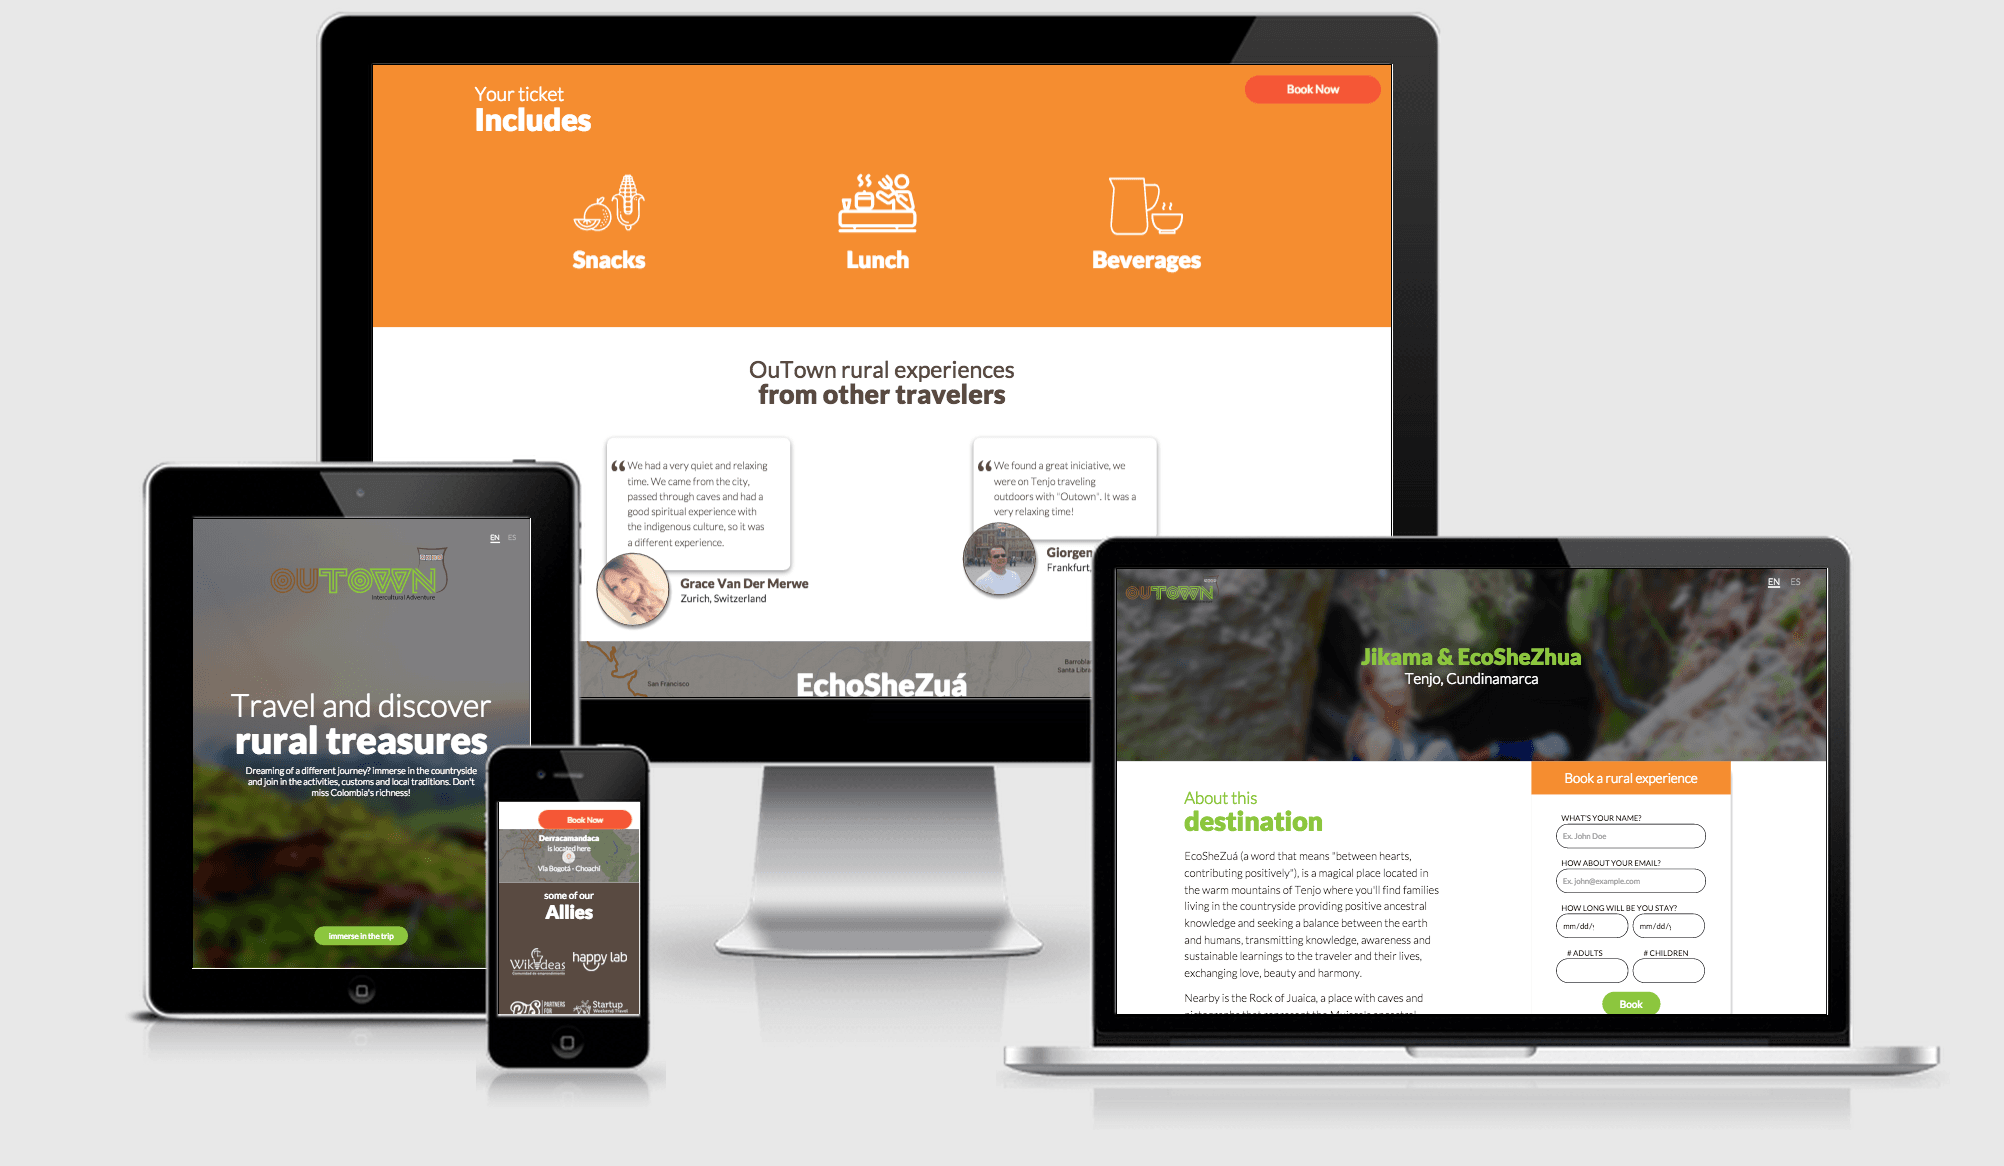 Your ticket
Includes
Book Now
Snacks
Lunch
Beverages
OuTown rural experiences
from other travelers
We had a very quiet and relaxing
time. We came from the city,
passed through caves and had a
good spiritual experience with
the indigenous culture, so it was
a different experience.
Grace Van Der Merwe
Zurich, Switzerland
We found a great iniciative, we
were on Tenjo traveling
outdoors with "Outown". It was a
very relaxing time!
Giorgen
Frankfurt,
San Francisco
Santa Libra
EchoSheZuá
EN ES
OUTOWN
Intercultural Adventure
Travel and discover
rural treasures
Dreaming of a different journey? immerse in the countryside
and join in the activities, customs and local traditions. Don't
miss Colombia's richness!
immerse in the trip
Book Now
Derracamandaca
is located here
Vía Bogotá - Choachí
some of our
Allies
Wikideas
happy lab
PARTNERS
FOR
Startup
Weekend Travel
OUTOWN
EN ES
Jikama & EcoSheZhua
Tenjo, Cundinamarca
About this
destination
EcoSheZuá (a word that means "between hearts,
contributing positively"), is a magical place located in
the warm mountains of Tenjo where you'll find families
living in the countryside providing positive ancestral
knowledge and seeking a balance between the earth
and humans, transmitting knowledge, awareness and
sustainable learnings to the traveler and their lives,
exchanging love, beauty and harmony.
Nearby is the Rock of Juaica, a place with caves and
Book a rural experience
WHAT'S YOUR NAME?
Ex. John Doe
HOW ABOUT YOUR EMAIL?
Ex. john@example.com
HOW LONG WILL BE YOU STAY?
mm/dd/ mm/dd/
# ADULTS # CHILDREN
Book